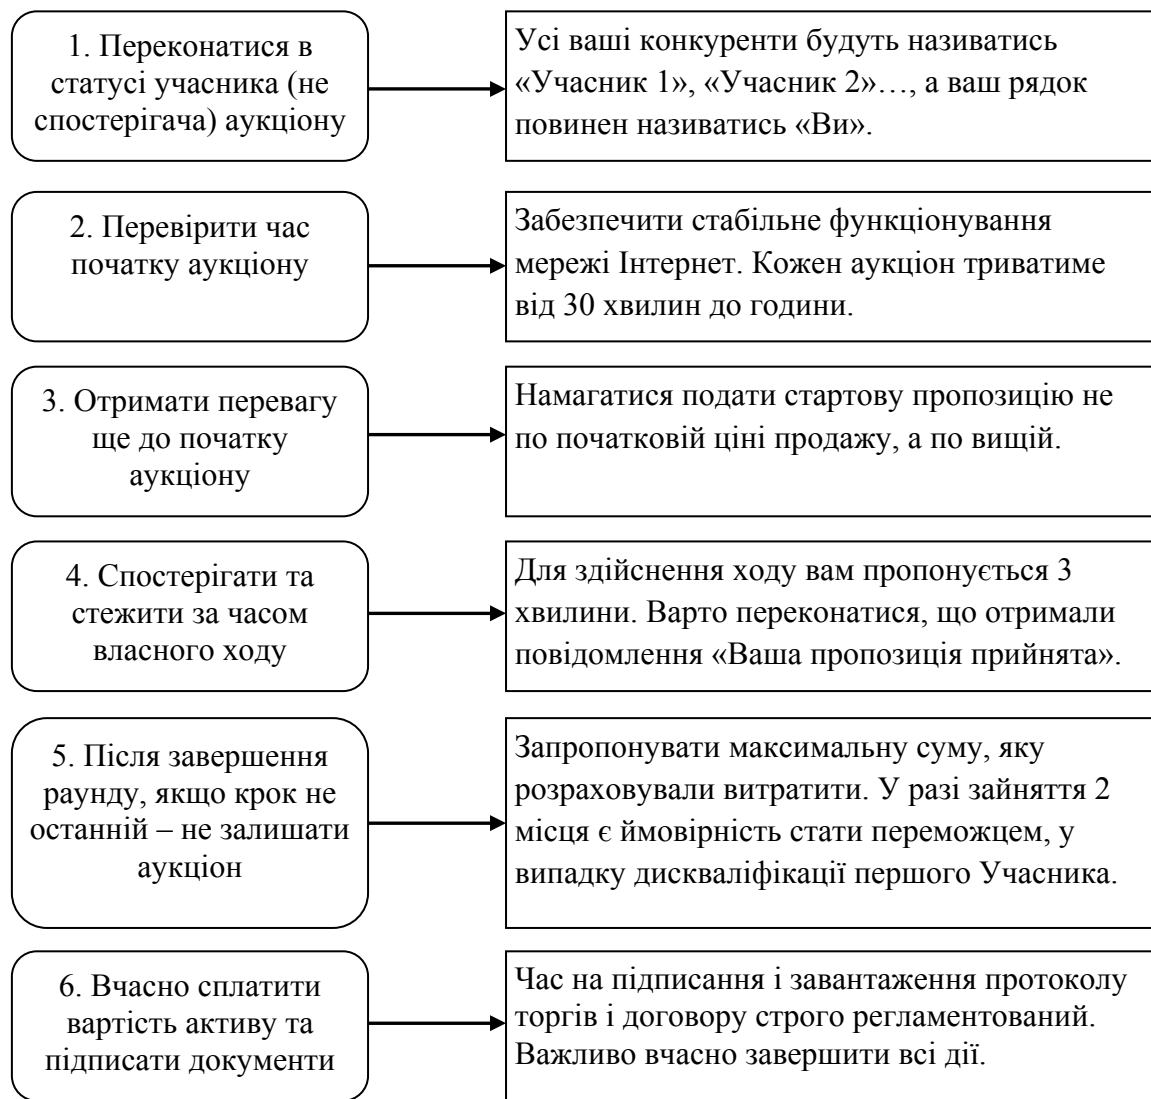 1. Переконатися в
статусі учасника (не
спостерігача) аукціону
Усі ваші конкуренти будуть називатись
«Учасник 1», «Учасник 2»…, а ваш рядок
повинен називатись «Ви».
2. Перевірити час
початку аукціону
Забезпечити стабільне функціонування
мережі Інтернет. Кожен аукціон триватиме
від 30 хвилин до години.
3. Отримати перевагу
ще до початку
аукціону
Намагатися подати стартову пропозицію не
по початковій ціні продажу, а по вищій.
4. Спостерігати та
стежити за часом
власного ходу
Для здійснення ходу вам пропонується 3
хвилини. Варто переконатися, що отримали
повідомлення «Ваша пропозиція прийнята».
5. Після завершення
раунду, якщо крок не
останній – не залишати
аукціон
Запропонувати максимальну суму, яку
розраховували витратити. У разі зайняття 2
місця є ймовірність стати переможцем, у
випадку дискваліфікації першого Учасника.
6. Вчасно сплатити
вартість активу та
підписати документи
Час на підписання і завантаження протоколу
торгів і договору строго регламентований.
Важливо вчасно завершити всі дії.